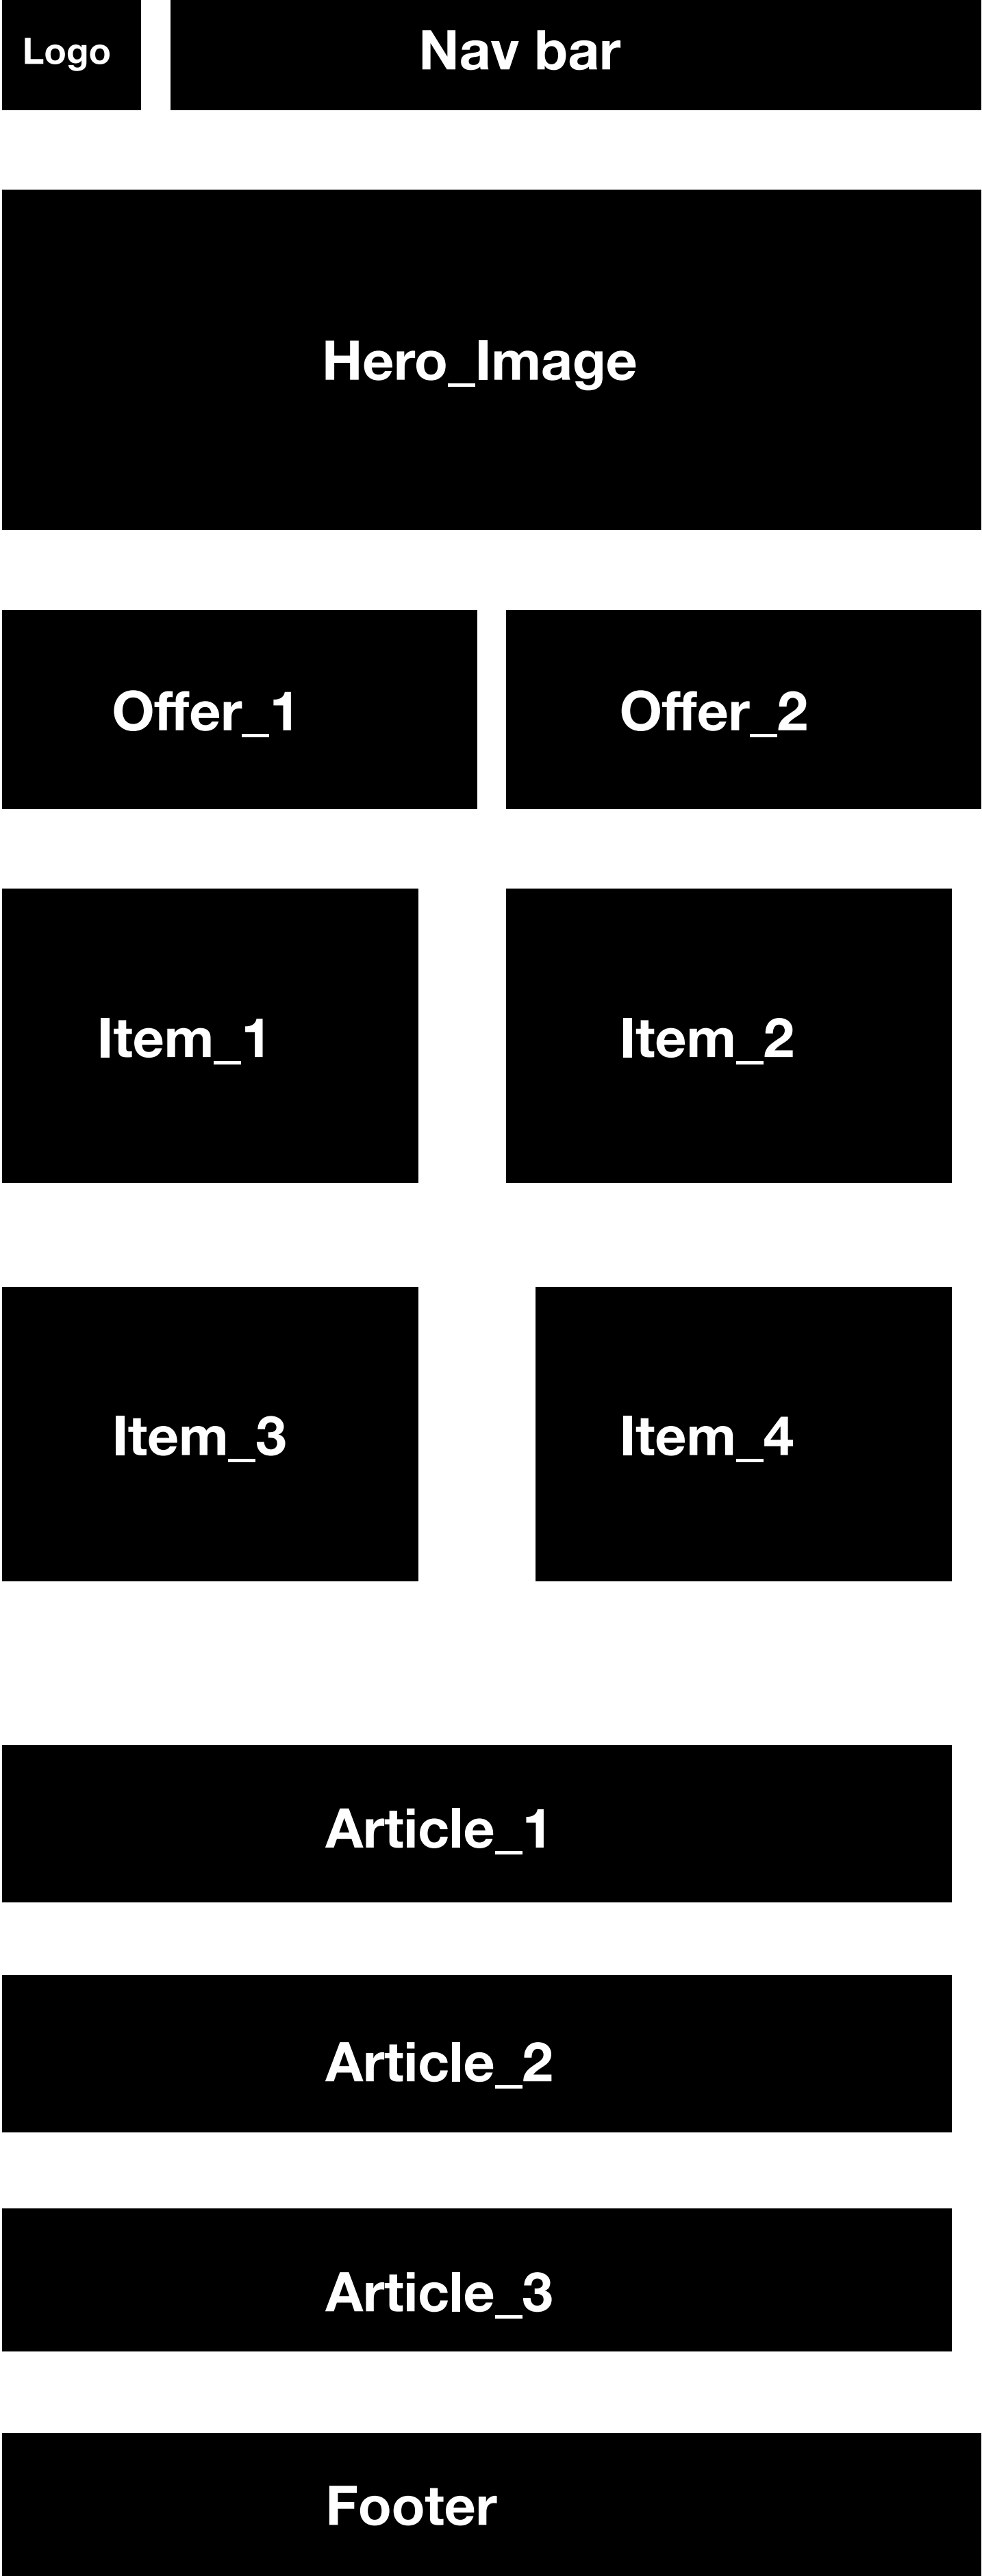 Logo
Nav bar
Hero_Image
Offer_1
Offer_2
Item_1
Item_2
Item_3
Item_4
Article_1
Article_2
Article_3
Footer